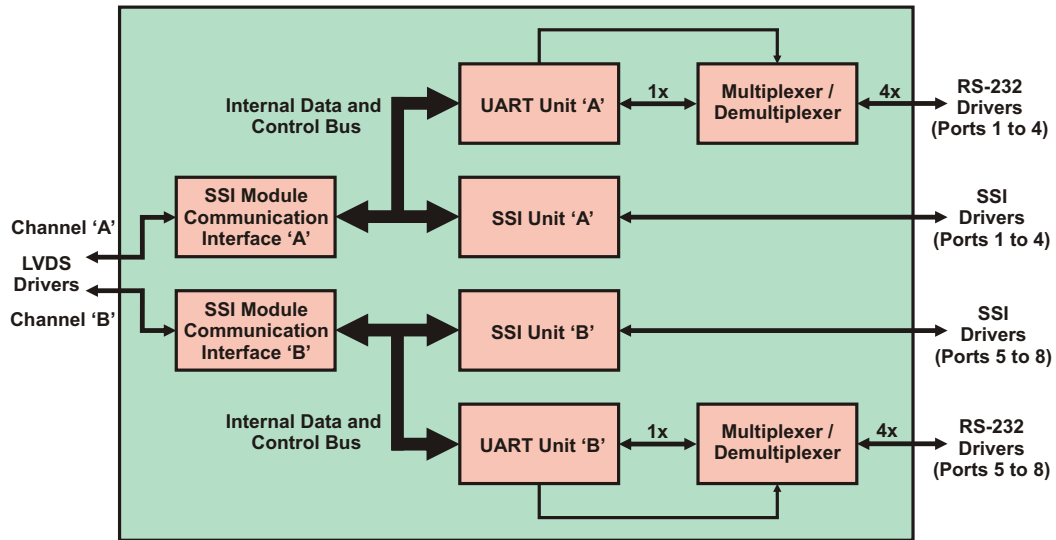 UART Unit ‘A’
1x
Multiplexer /
Demultiplexer
4x
RS-232
Drivers
(Ports 1 to 4)
Internal Data and
Control Bus
SSI Module
Communication
Interface ‘A’
SSI Unit ‘A’
SSI
Drivers
(Ports 1 to 4)
Channel ‘A’
LVDS
Drivers
Channel ‘B’
SSI Module
Communication
Interface ‘B’
SSI Unit ‘B’
SSI
Drivers
(Ports 5 to 8)
Internal Data and
Control Bus
UART Unit ‘B’
1x
Multiplexer /
Demultiplexer
4x
RS-232
Drivers
(Ports 5 to 8)